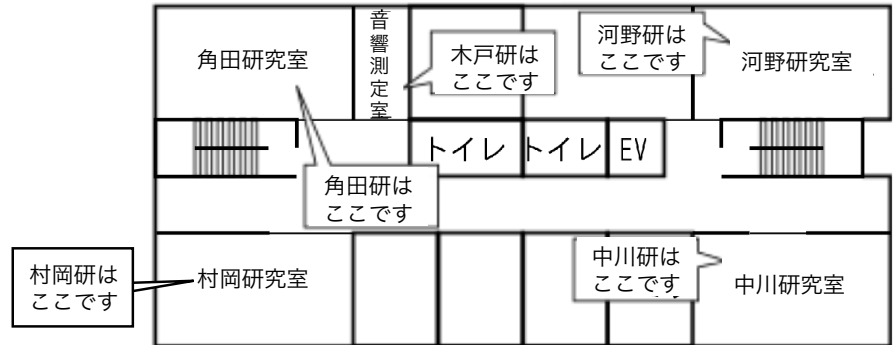 角田研究室
音響測定室
木戸研は
ここです
河野研は
ここです
河野研究室
トイレ
トイレ
EV
角田研は
ここです
村岡研は
ここです
村岡研究室
中川研は
ここです
中川研究室